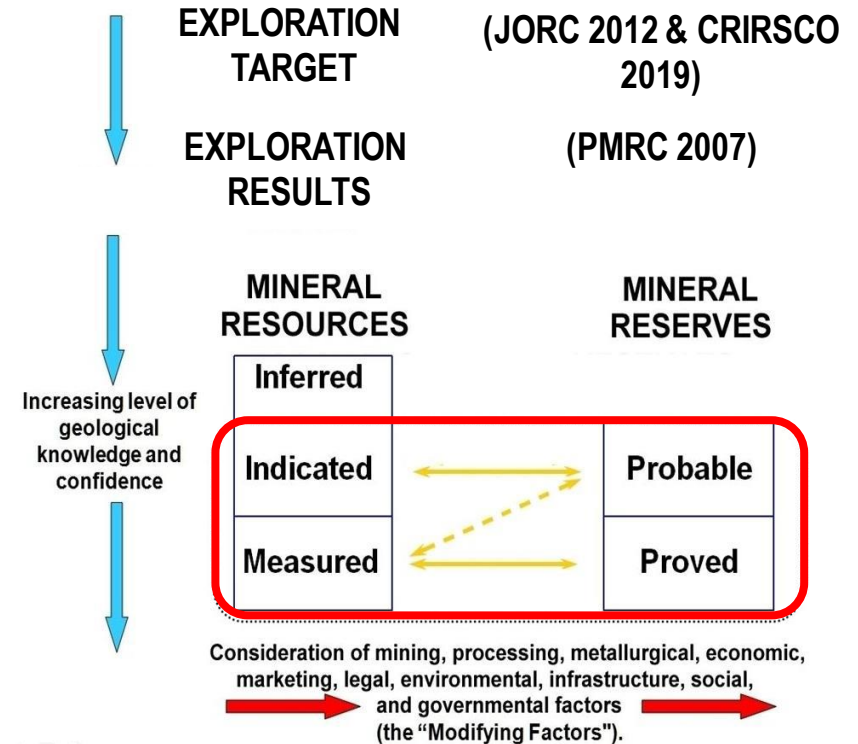 EXPLORATION
TARGET
(JORC 2012 & CRIRSCO
2019)
EXPLORATION
RESULTS
(PMRC 2007)
MINERAL
RESOURCES
MINERAL
RESERVES
Inferred
Increasing level of
geological
knowledge and
confidence
Indicated
Probable
Measured
Proved
Consideration of mining, processing, metallurgical, economic,
marketing, legal, environmental, infrastructure, social,
and governmental factors
(the “Modifying Factors").